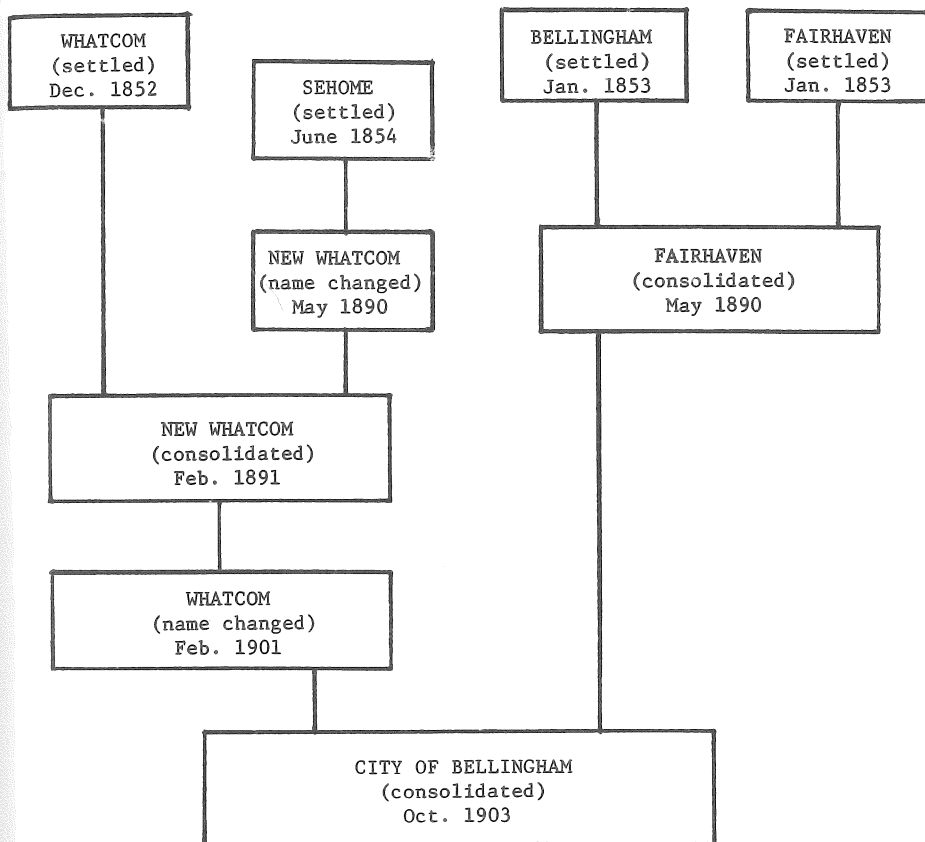 WHATCOM
(settled)
Dec. 1852
SEHOME
(settled)
June 1854
BELLINGHAM
(settled)
Jan. 1853
FAIRHAVEN
(settled)
Jan. 1853
NEW WHATCOM
(name changed)
May 1890
FAIRHAVEN
(consolidated)
May 1890
NEW WHATCOM
(consolidated)
Feb. 1891
WHATCOM
(name changed)
Feb. 1901
CITY OF BELLINGHAM
(consolidated)
Oct. 1903